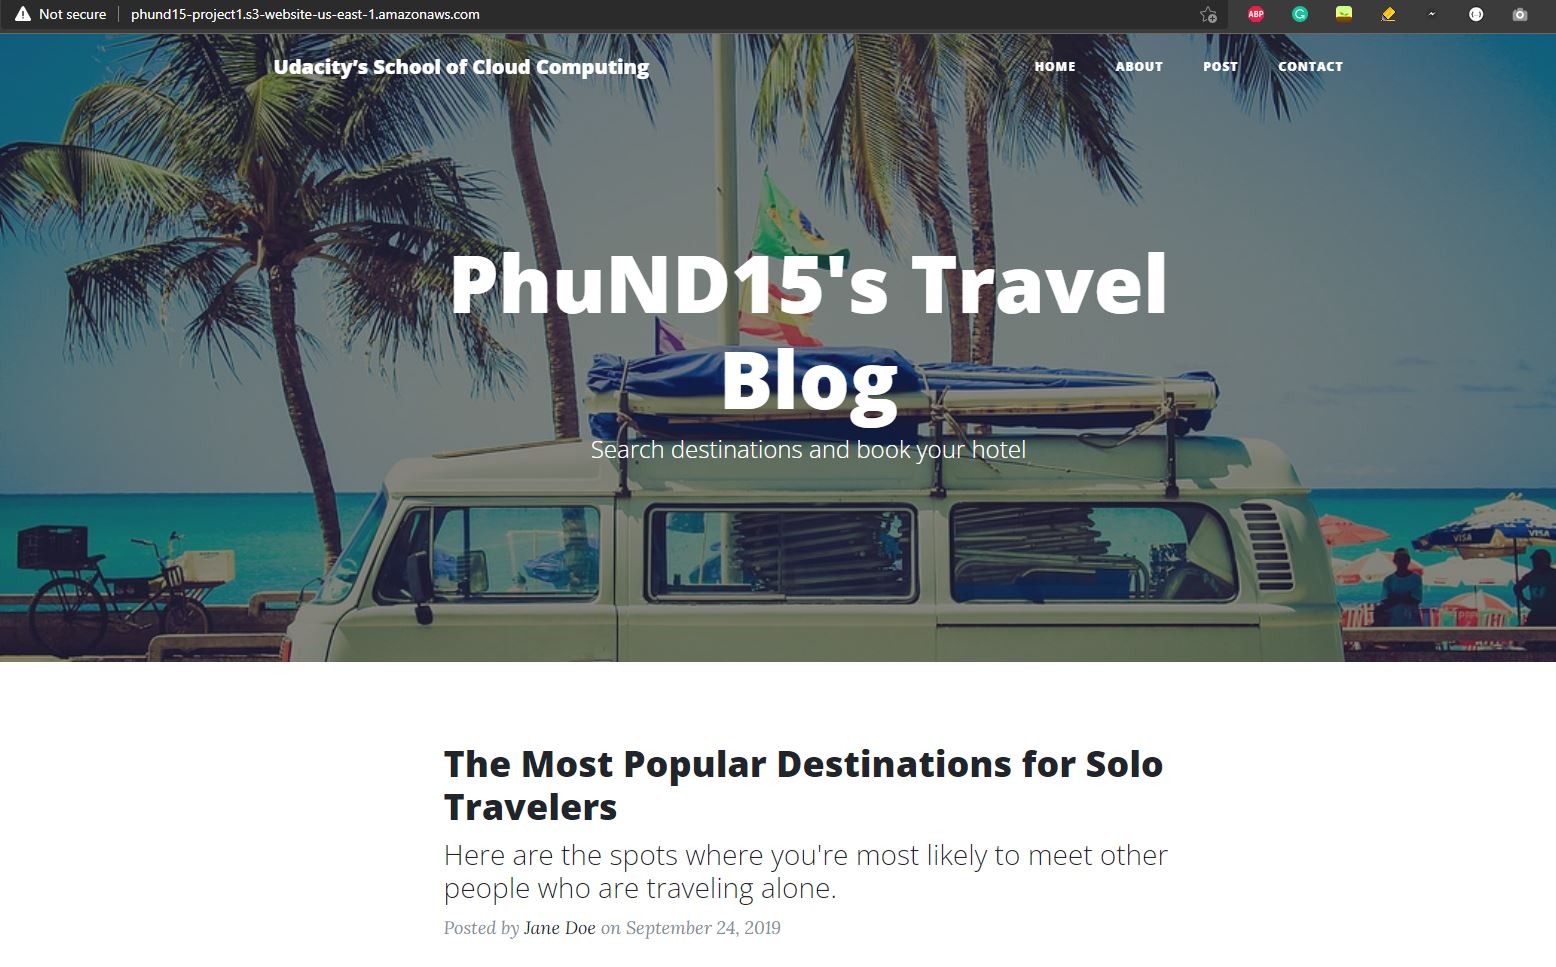 Not secure
phund15-project1.s3-website-us-east-1.amazonaws.com
ABP
Udacity’s School of Cloud Computing
HOME ABOUT POST CONTACT
PhuND15's Travel
Blog
Search destinations and book your hotel
VISA VISA
The Most Popular Destinations for Solo
Travelers
Here are the spots where you're most likely to meet other
people who are traveling alone.
Posted by Jane Doe on September 24, 2019